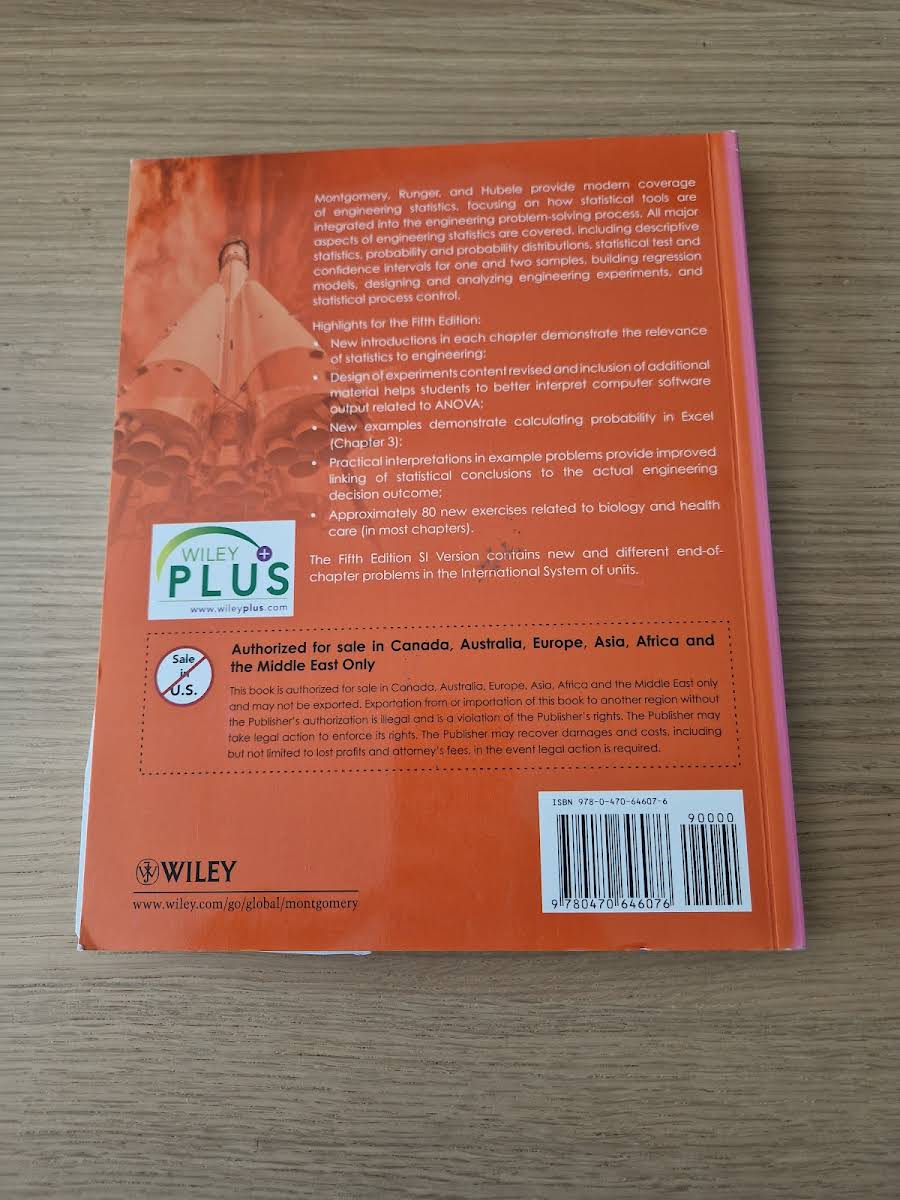 Montgomery, Runger, and Hubele provide modern coverage
of engineering statistics, focusing on how statistical tools are
integrated into the engineering problem-solving process. All major
aspects of engineering statistics are covered, including descriptive
statistics, probability and probability distributions, statistical test and
confidence intervals for one and two samples, building regression
models, designing and analyzing engineering experiments, and
statistical process control.
Highlights for the Fifth Edition:
• New introductions in each chapter demonstrate the relevance
of statistics to engineering;
• Design of experiments content revised and inclusion of additional
material helps students to better interpret computer software
output related to ANOVA;
• New examples demonstrate calculating probability in Excel
(Chapter 3);
• Practical interpretations in example problems provide improved
linking of statistical conclusions to the actual engineering
decision outcome;
• Approximately 80 new exercises related to biology and health
care (in most chapters).
The Fifth Edition SI Version contains new and different end-of-
chapter problems in the International System of units.
WILEY +
PLUS
www.wileyplus.com
Sale
in
U.S.
Authorized for sale in Canada, Australia, Europe, Asia, Africa and
the Middle East Only
This book is authorized for sale in Canada, Australia, Europe, Asia, Africa and the Middle East only
and may not be exported. Exportation from or importation of this book to another region without
the Publisher's authorization is illegal and is a violation of the Publisher's rights. The Publisher may
take legal action to enforce its rights. The Publisher may recover damages and costs, including
but not limited to lost profits and attorney's fees, in the event legal action is required.
ISBN 978-0-470-64607-6
90000
9 780470 646076
WILEY
www.wiley.com/go/global/montgomery